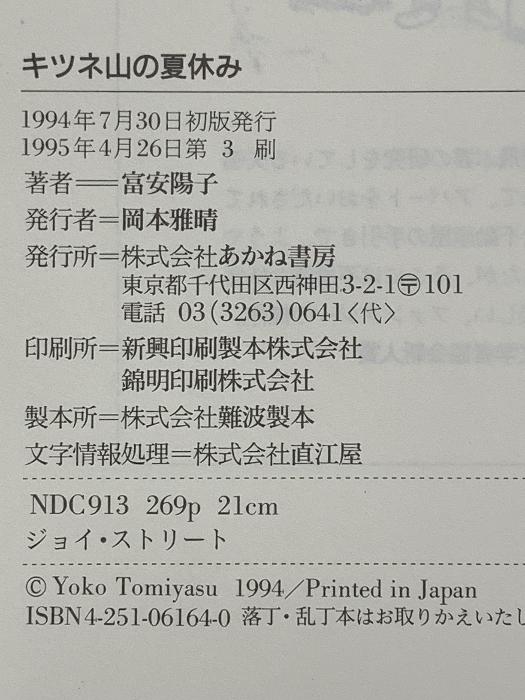 キツネ山の夏休み
1994年7月30日初版発行
1995年4月26日第 3 刷
著者＝富安陽子
発行者＝岡本雅晴
発行所＝株式会社あかね書房
東京都千代田区西神田3-2-1〶101
電話 03(3263)0641〈代〉
印刷所＝新興印刷製本株式会社
錦明印刷株式会社
製本所＝株式会社難波製本
文字情報処理＝株式会社直江屋
NDC913 269p 21cm
ジョイ・ストリート
© Yoko Tomiyasu 1994／Printed in Japan
ISBN4-251-06164-0 落丁・乱丁本はお取りかえいたし